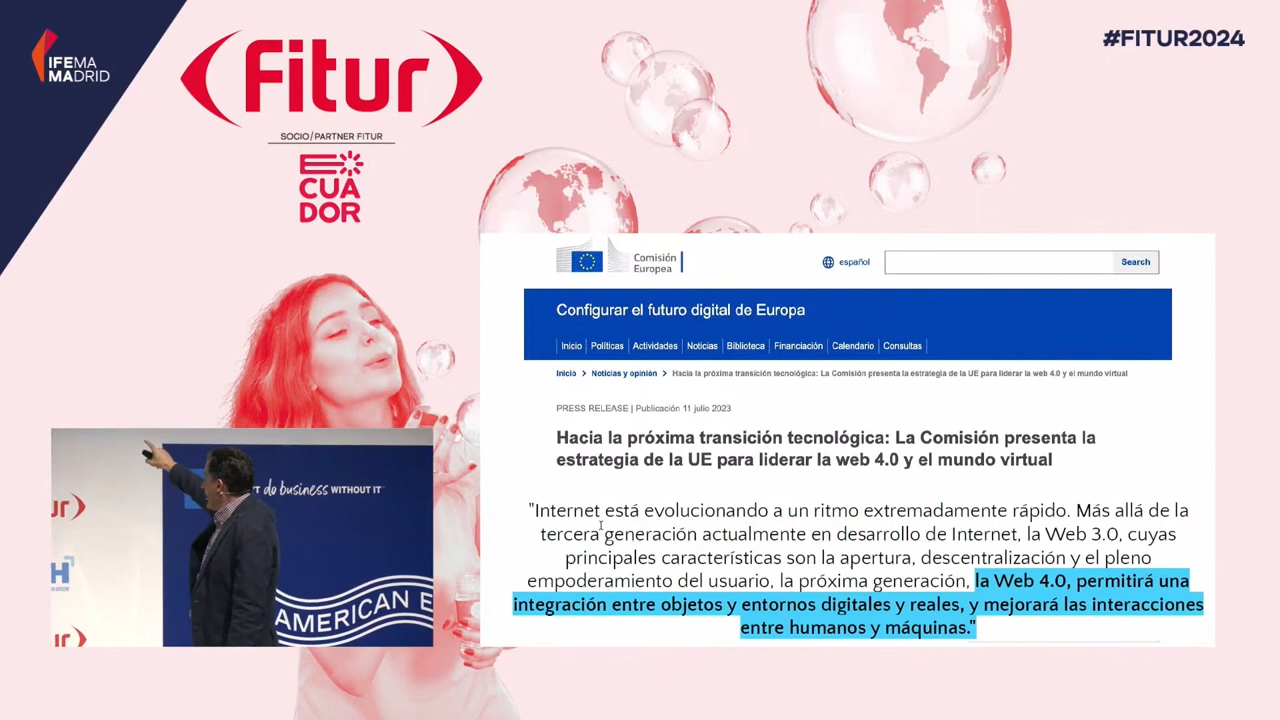 IFEMA
MADRID
Fitur
SOCIO/PARTNER FITUR
ECUADOR
#FITUR2024
Comisión
Europea
español
Search
Configurar el futuro digital de Europa
Inicio Políticas Actividades Noticias Biblioteca Financiación Calendario Consultas
Inicio > Noticias y opinión > Hacia la próxima transición tecnológica: La Comisión presenta la estrategia de la UE para liderar la web 4.0 y el mundo virtual
PRESS RELEASE | Publicación 11 julio 2023
Hacia la próxima transición tecnológica: La Comisión presenta la
estrategia de la UE para liderar la web 4.0 y el mundo virtual
"Internet está evolucionando a un ritmo extremadamente rápido. Más allá de la
tercera generación actualmente en desarrollo de Internet, la Web 3.0, cuyas
principales características son la apertura, descentralización y el pleno
empoderamiento del usuario, la próxima generación, la Web 4.0, permitirá una
integración entre objetos y entornos digitales y reales, y mejorará las interacciones
entre humanos y máquinas."
'T do business WITHOUT IT
AMERICAN E
ur)
H
ur)